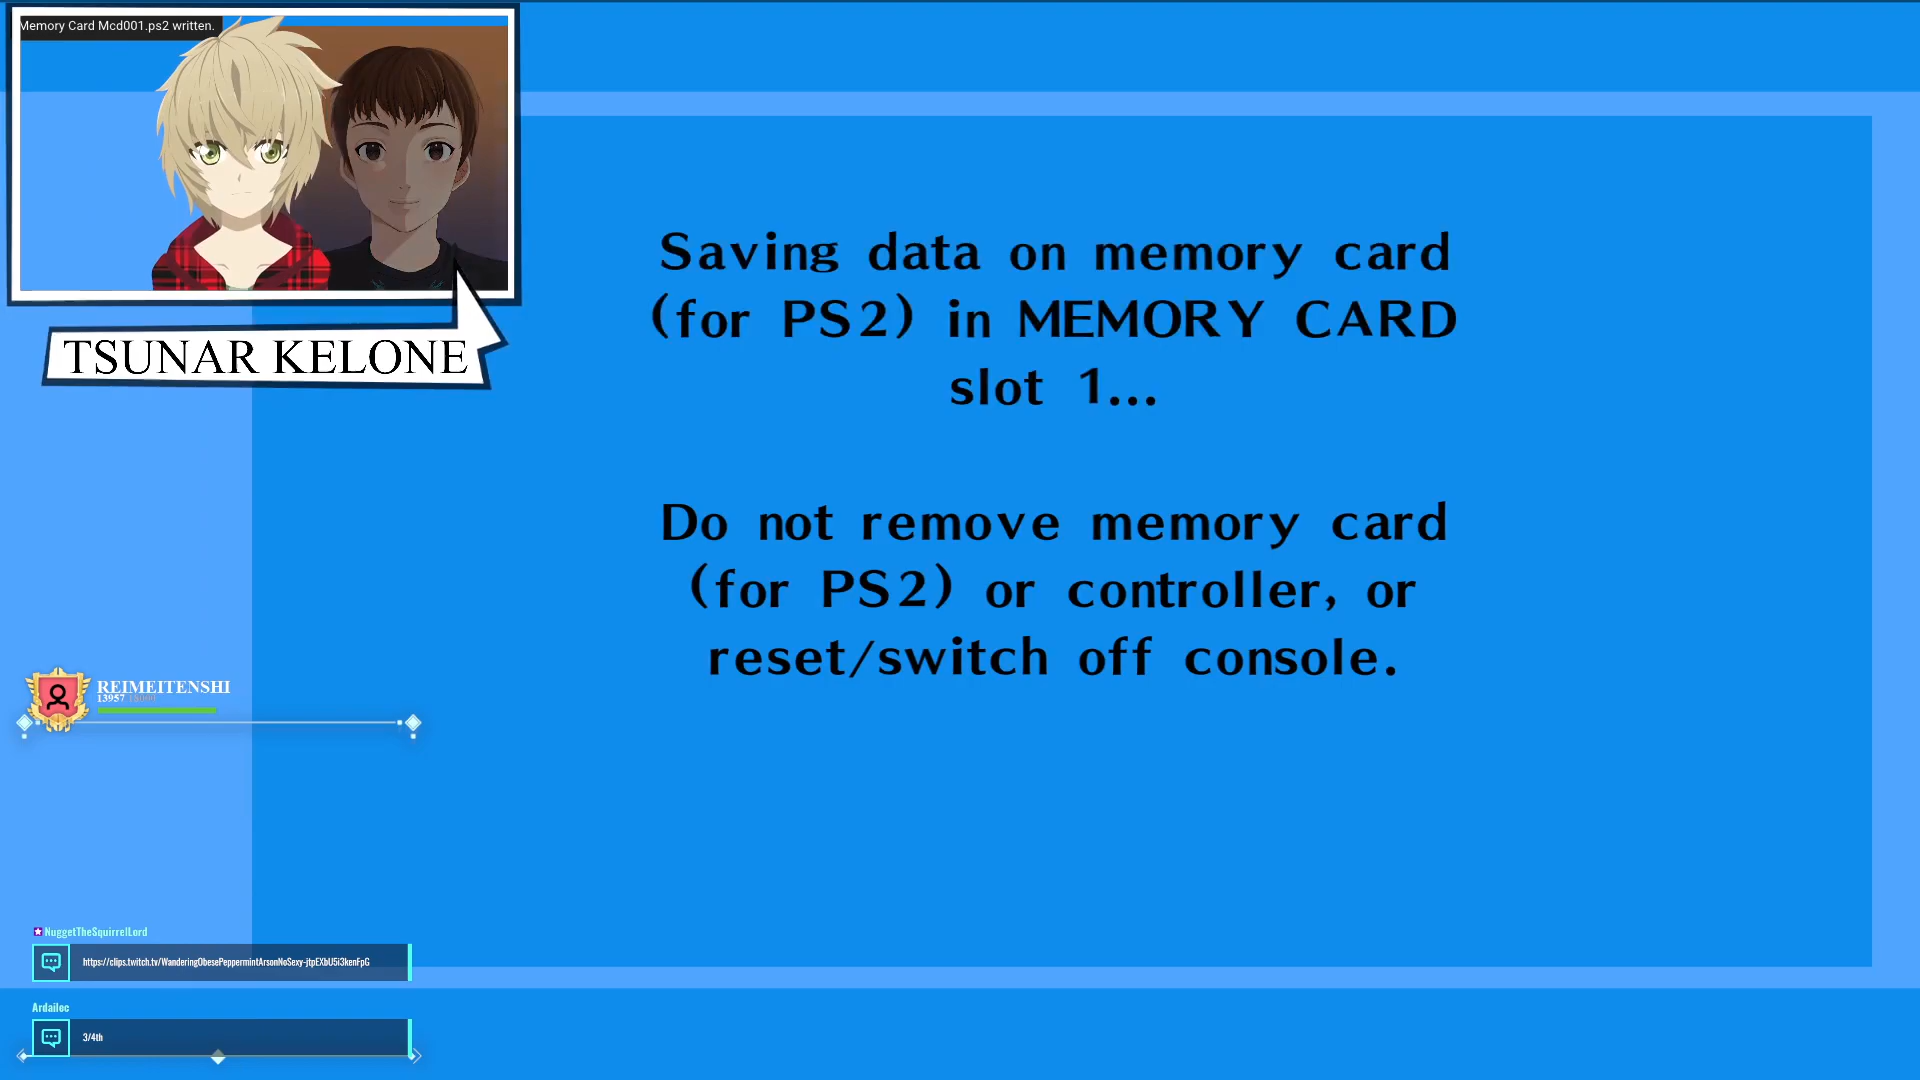 Memory Card Mcd001.ps2 written.
Saving data on memory card
(for PS2) in MEMORY CARD
slot 1...
TSUNAR KELONE
Do not remove memory card
(for PS2) or controller, or
reset/switch off console.
REIMEITENSHI
13957
NuggetTheSquirrelLord
https://clips.twitch.tv/WanderingObesePeppermintArsonNoSexy-jtpEXbU5i3kenFpG
Ardailoc
3/4th